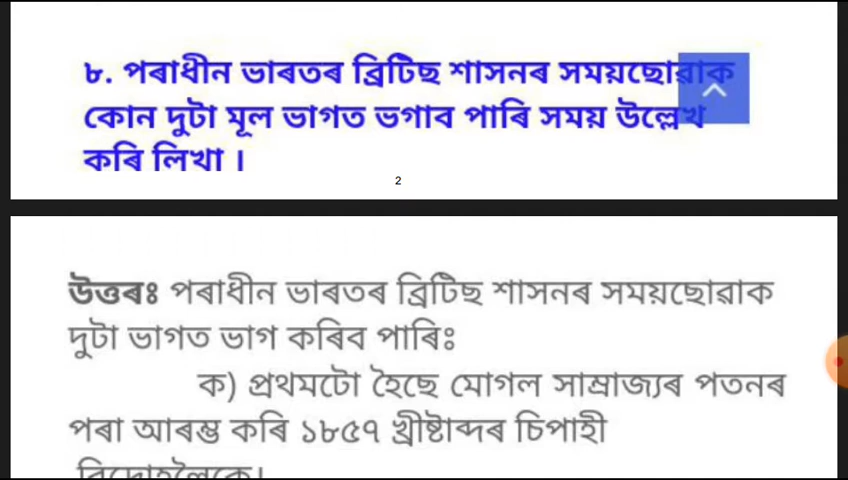 ৮. পৰাধীন ভাৰতৰ ব্ৰিটিছ শাসনৰ সময়ছোৱাক
কোন দুটা মূল ভাগত ভগাব পাৰি সময় উল্লেখ
কৰি লিখা ।
2
উত্তৰঃ পৰাধীন ভাৰতৰ ব্ৰিটিছ শাসনৰ সময়ছোৱাক
দুটা ভাগত ভাগ কৰিব পাৰিঃ
ক) প্ৰথমটো হৈছে মোগল সাম্ৰাজ্যৰ পতনৰ
পৰা আৰম্ভ কৰি ১৮৫৭ খ্ৰীষ্টাব্দৰ চিপাহী
বিদ্ৰোহলৈকে।